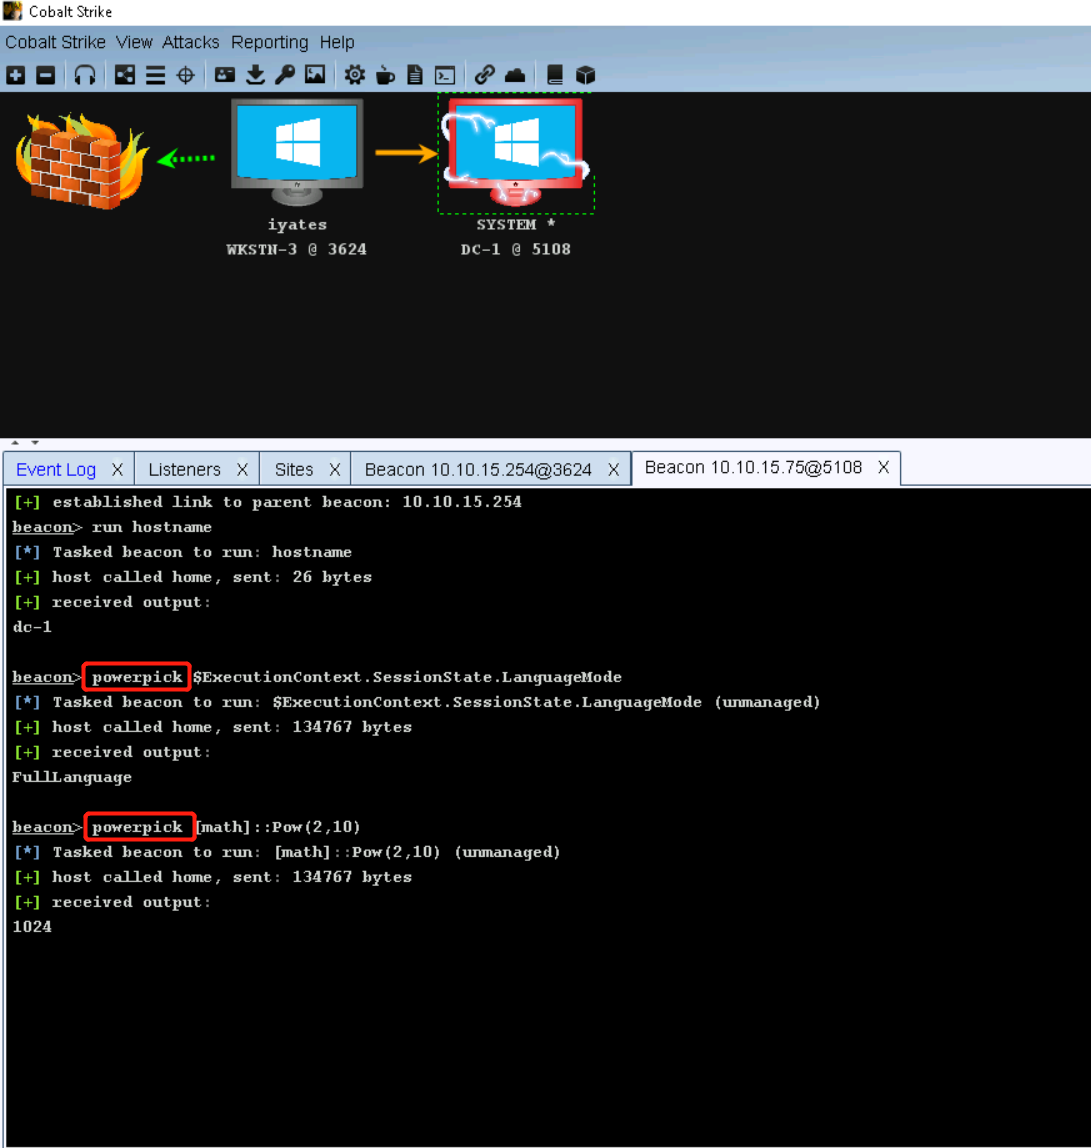 Cobalt Strike
Cobalt Strike View Attacks Reporting Help
iyates
WKSTN-3 @ 3624
SYSTEM *
DC-1 @ 5108
Event Log X Listeners X Sites X Beacon 10.10.15.254@3624 X Beacon 10.10.15.75@5108 X
[+] established link to parent beacon: 10.10.15.254
beacon> run hostname
[*] Tasked beacon to run: hostname
[+] host called home, sent: 26 bytes
[+] received output:
dc-1
beacon> powerpick $ExecutionContext.SessionState.LanguageMode
[*] Tasked beacon to run: $ExecutionContext.SessionState.LanguageMode (unmanaged)
[+] host called home, sent: 134767 bytes
[+] received output:
FullLanguage
beacon> powerpick [math]::Pow(2,10)
[*] Tasked beacon to run: [math]::Pow(2,10) (unmanaged)
[+] host called home, sent: 134767 bytes
[+] received output:
1024